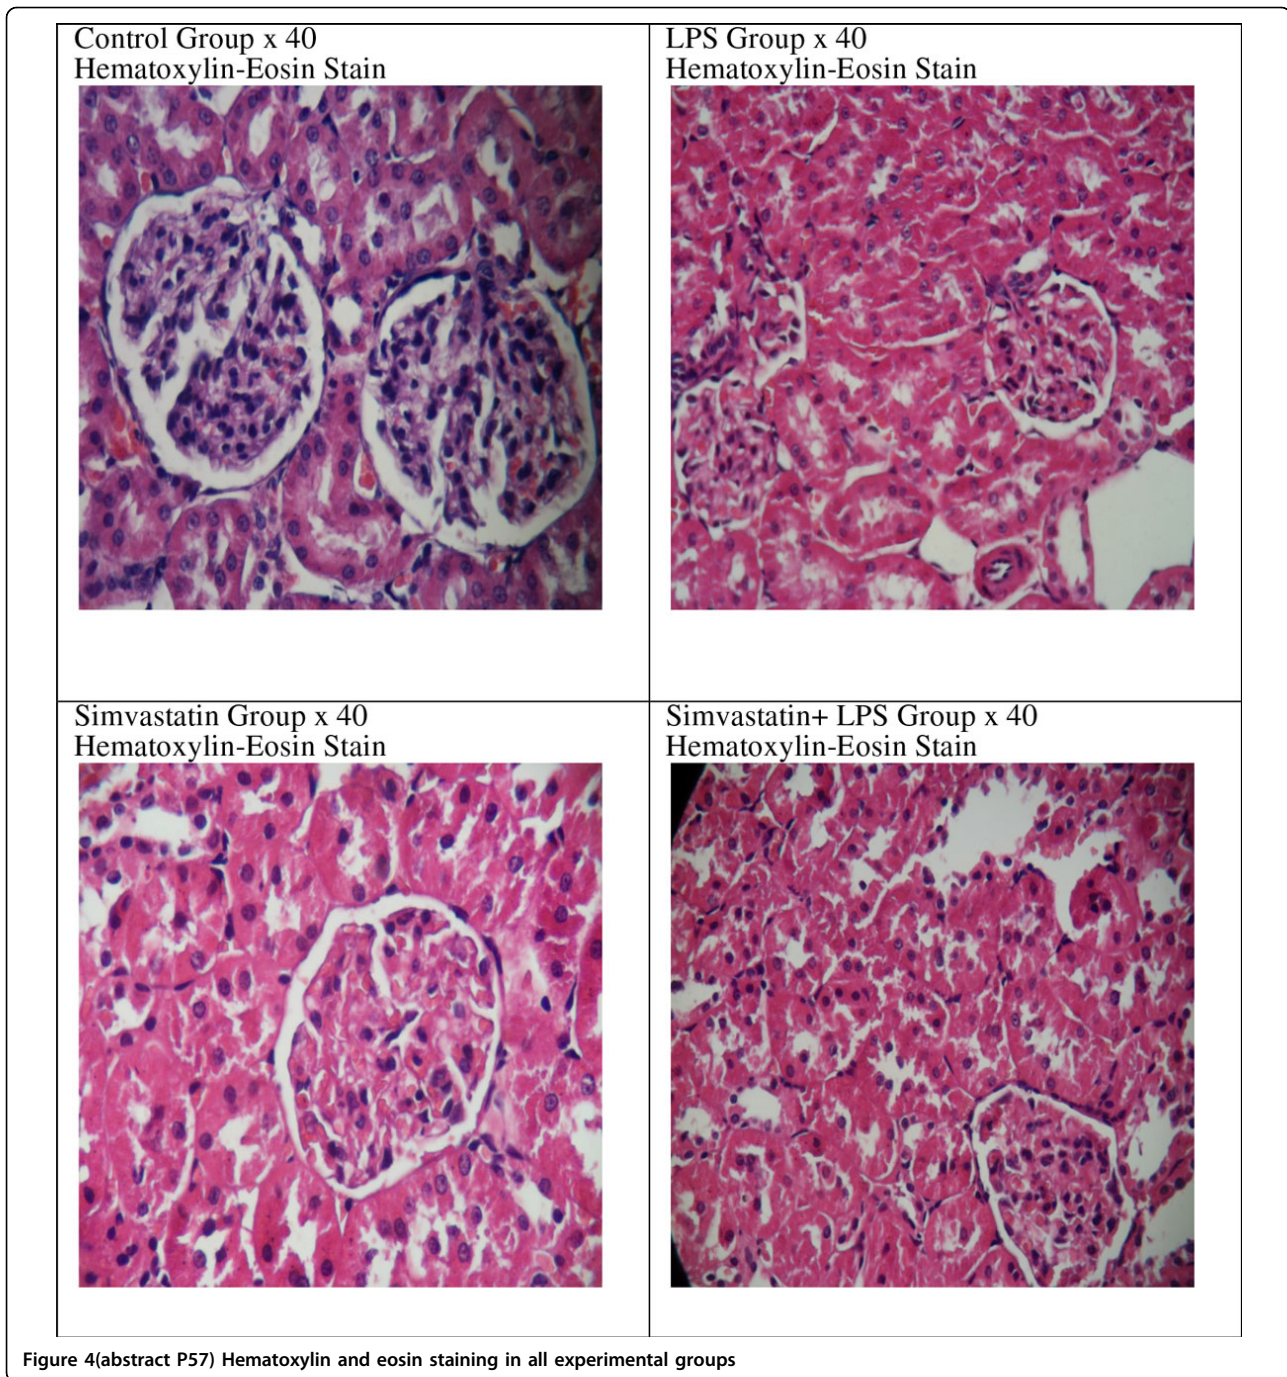 Control Group x 40
Hematoxylin-Eosin Stain
LPS Group x 40
Hematoxylin-Eosin Stain
Simvastatin Group x 40
Hematoxylin-Eosin Stain
Simvastatin+ LPS Group x 40
Hematoxylin-Eosin Stain
Figure 4(abstract P57) Hematoxylin and eosin staining in all experimental groups